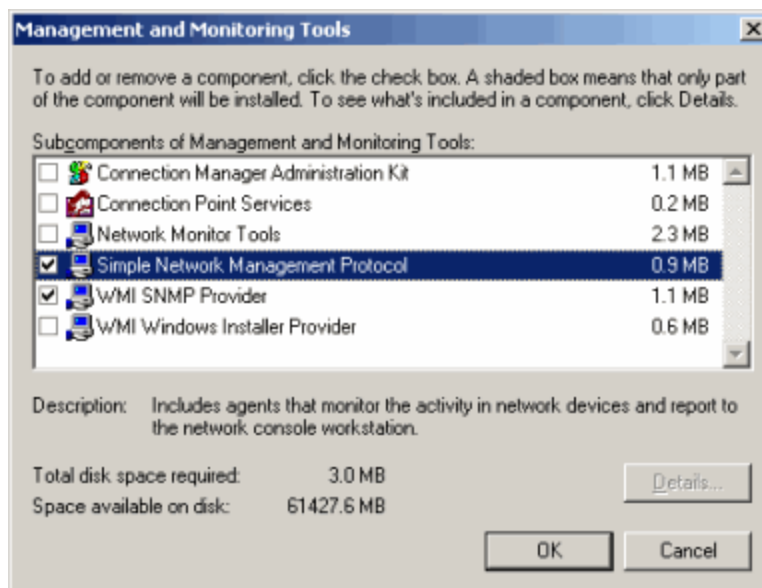 Management and Monitoring Tools
To add or remove a component, click the check box. A shaded box means that only part
of the component will be installed. To see what's included in a component, click Details.
Subcomponents of Management and Monitoring Tools:
Connection Manager Administration Kit 1.1 MB
Connection Point Services 0.2 MB
Network Monitor Tools 2.3 MB
Simple Network Management Protocol 0.9 MB
WMI SNMP Provider 1.1 MB
WMI Windows Installer Provider 0.6 MB
Description: Includes agents that monitor the activity in network devices and report to
the network console workstation.
Total disk space required: 3.0 MB
Details...
Space available on disk: 61427.6 MB
OK Cancel